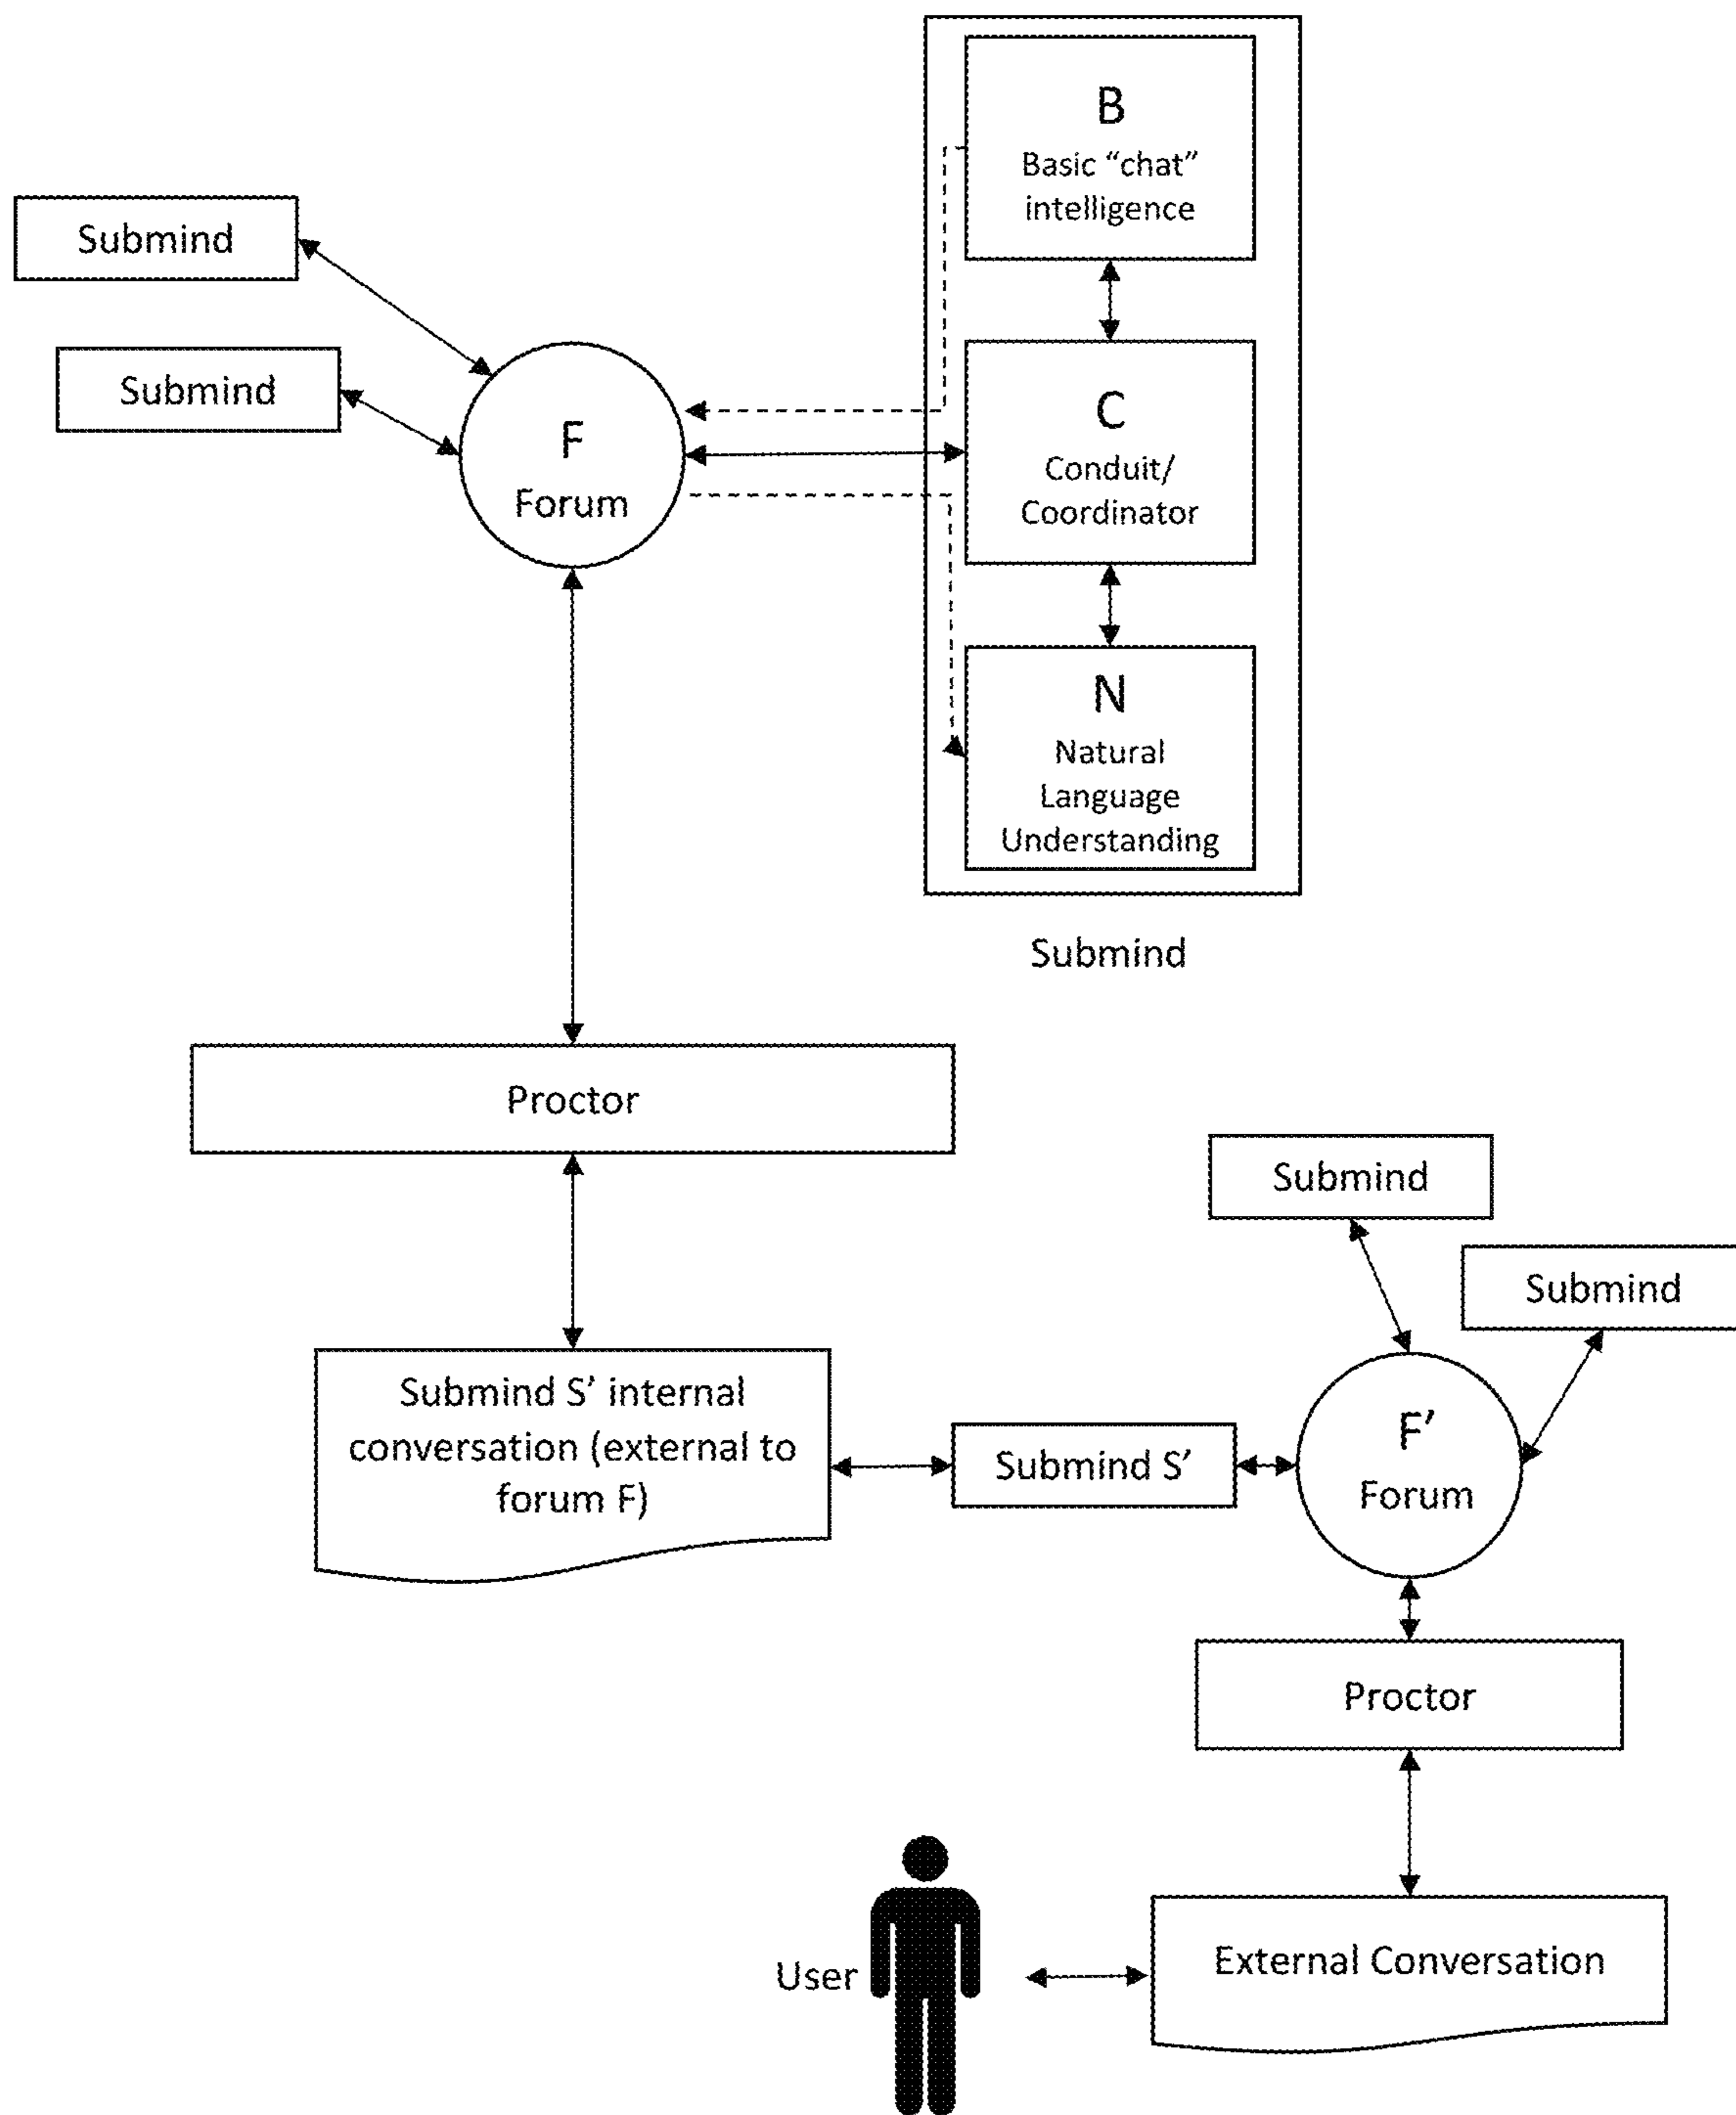 B
Basic “chat”
intelligence
Submind
Submind
F
Forum
C
Conduit/
Coordinator
N
Natural
Language
Understanding
Submind
Proctor
Submind
Submind
Submind S’ internal
conversation (external to
forum F)
Submind S’
F’
Forum
Proctor
User
External Conversation